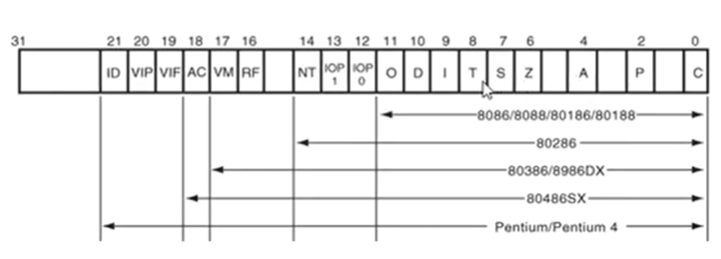 31 21 20 19 18 17 16 14 13 12 11 10 9 8 7 6 4 2 0
ID VIP VIF AC VM RF NT IOP 1 IOP 0 O D I T S Z A P C
8086/8088/80186/80188
80286
80386/8986DX
80486SX
Pentium/Pentium 4